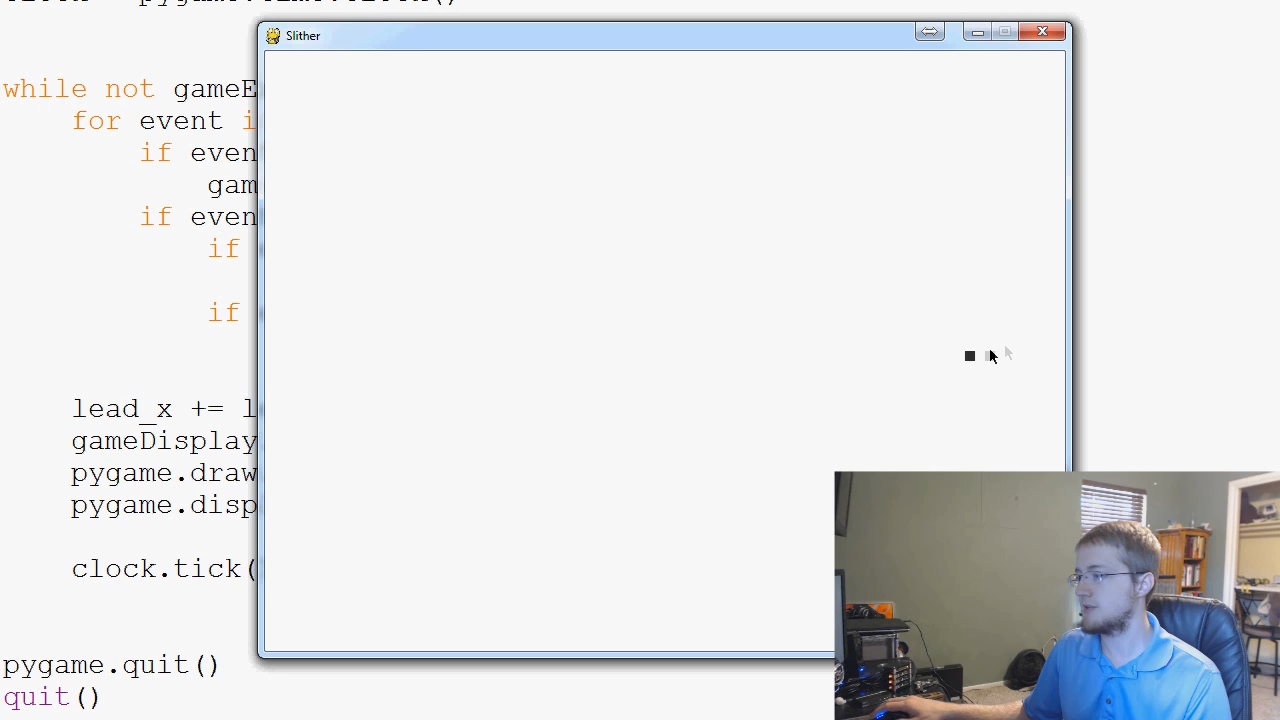 Slither
while not gameE
for event i
if even
gam
if even
if
if
lead_x += l
gameDisplay
pygame.draw
pygame.disp
clock.tick(
pygame.quit()
quit()